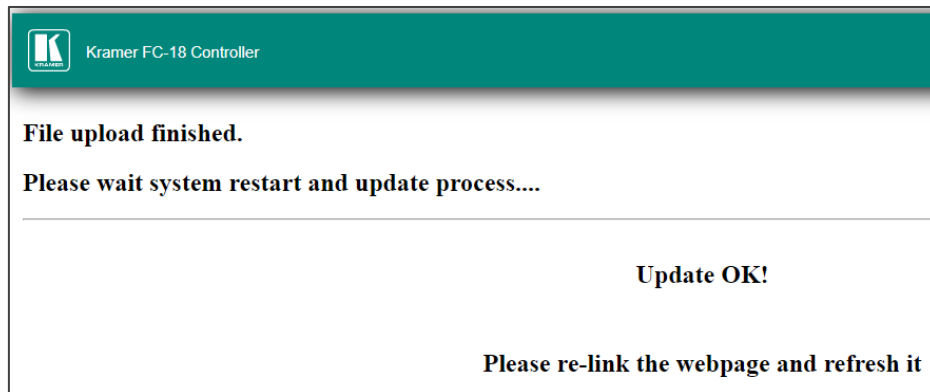 KRAMER
Kramer FC-18 Controller
File upload finished.
Please wait system restart and update process....
Update OK!
Please re-link the webpage and refresh it